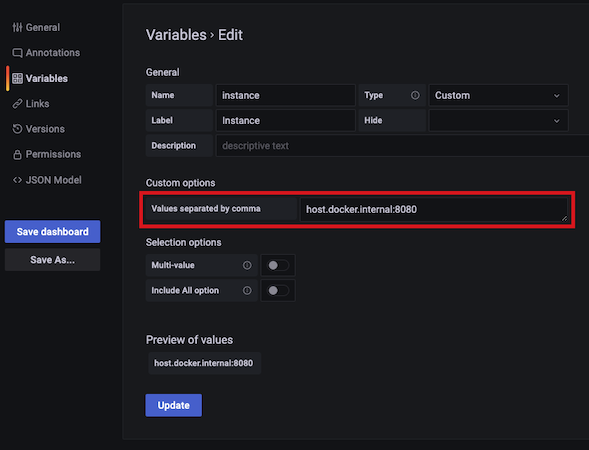 General
Annotations
Variables
Links
Versions
Permissions
JSON Model
Save dashboard
Save As...
Variables › Edit
General
Name instance Type Custom
Label Instance Hide
Description descriptive text
Custom options
Values separated by comma host.docker.internal:8080
Selection options
Multi-value
Include All option
Preview of values
host.docker.internal:8080
Update